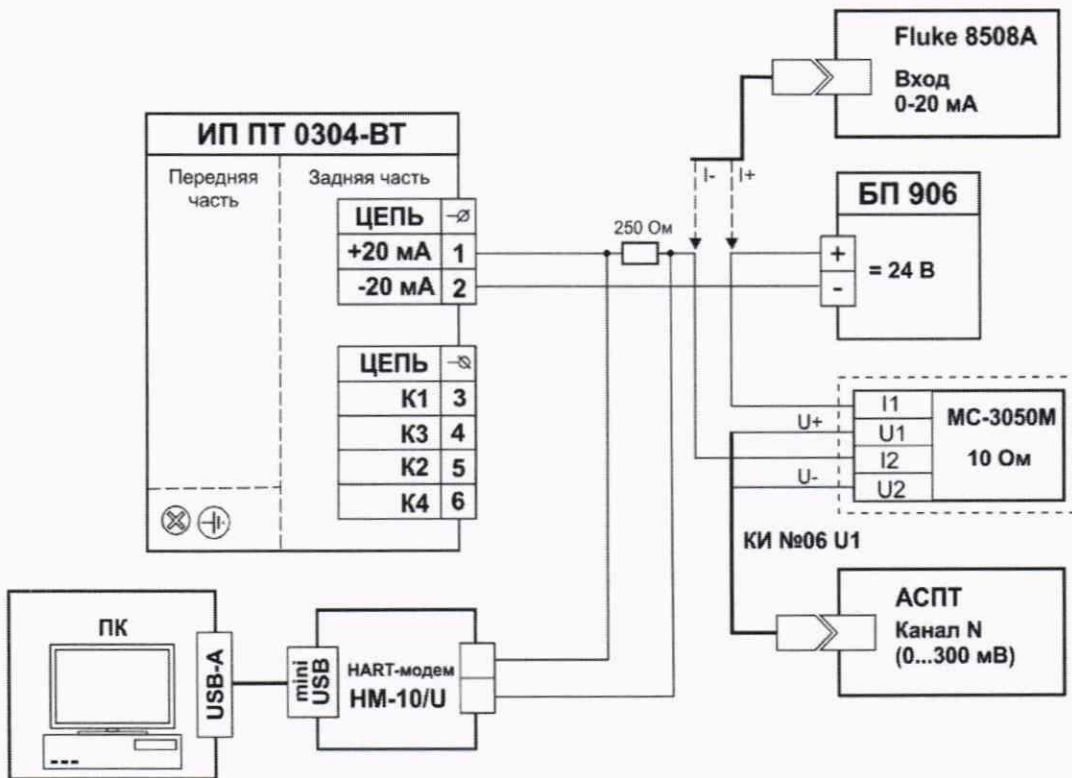 Fluke 8508A
Вход
0-20 мА
ИП ПТ 0304-ВТ
Передняя
часть
Задняя часть
ЦЕПЬ
+20 мА 1
-20 мА 2
ЦЕПЬ
К1 3
К3 4
К2 5
К4 6
250 Ом
I- I+
БП 906
+
-
= 24 В
I1
U1
I2
U2
МС-3050М
10 Ом
U+
U-
КИ №06 U1
АСПТ
Канал N
(0...300 мВ)
ПК
USB-A
mini
USB
HART-модем
HM-10/U